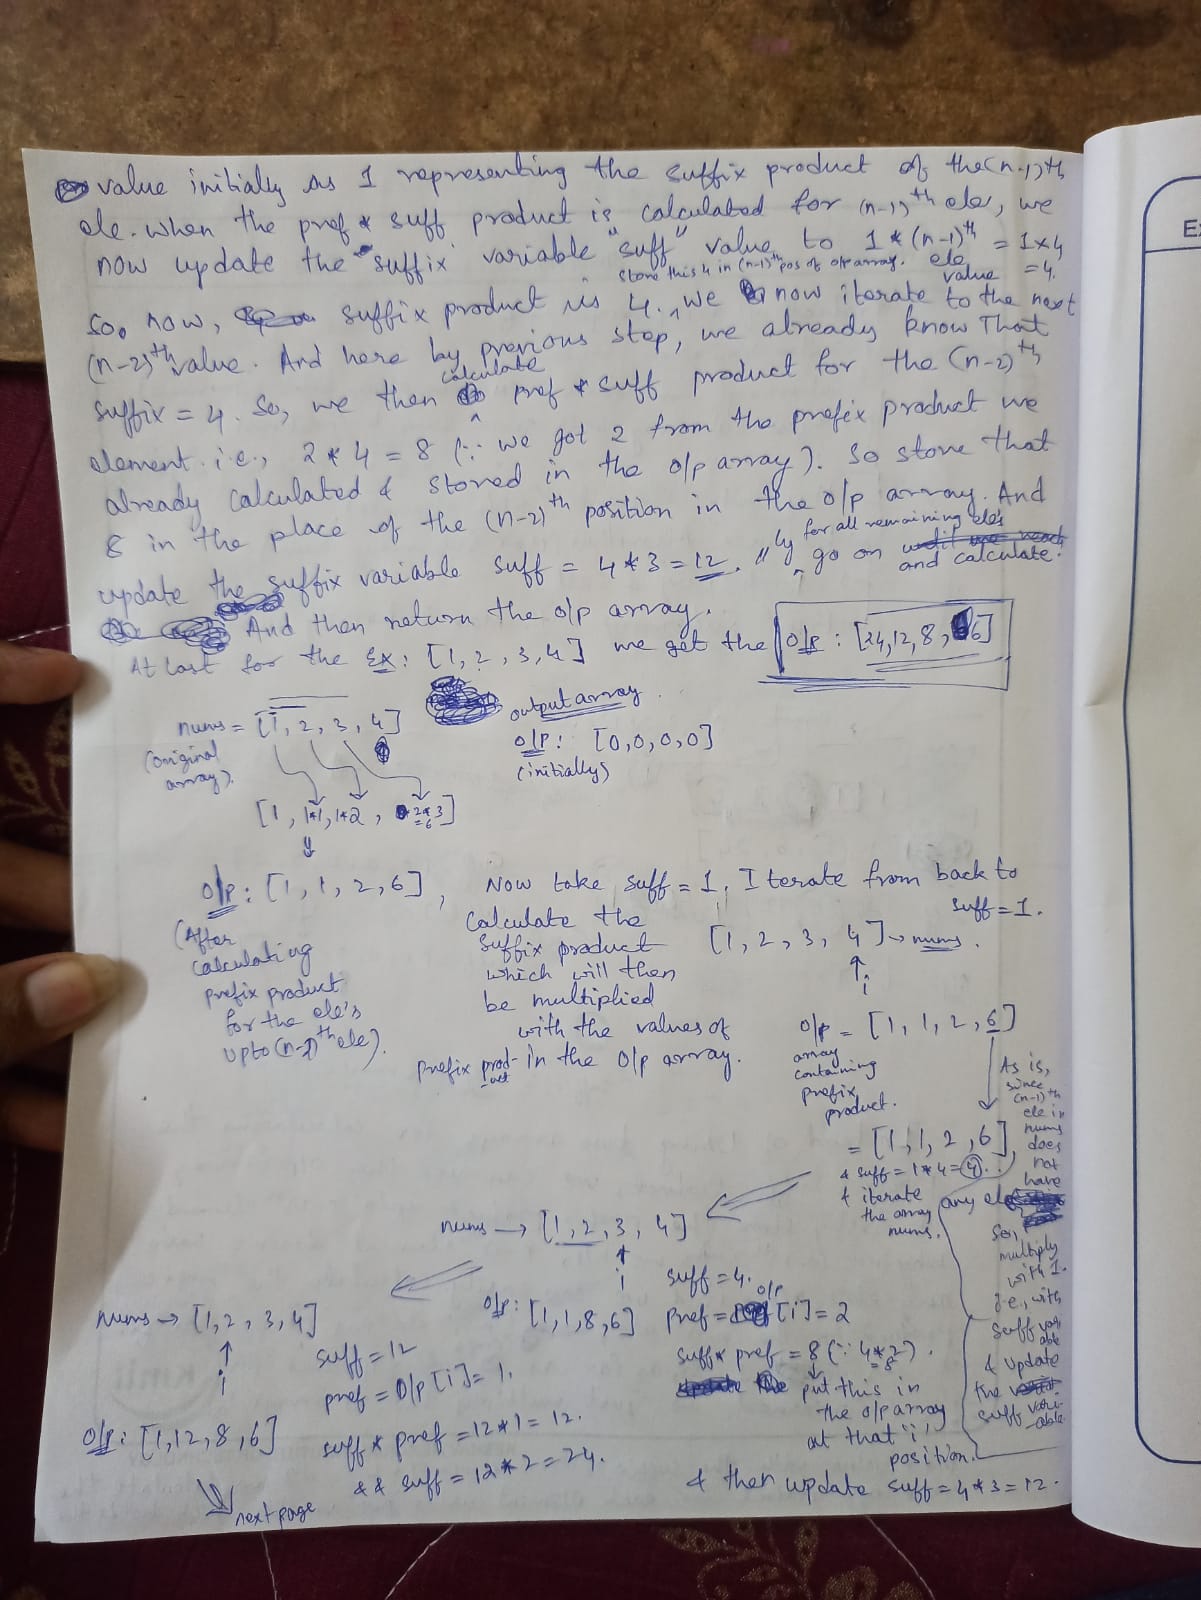 value initially as 1 representing the suffix product of the (n-1)th
ele. when the pref * suff product is calculated for (n-1)th ele, we
now update the "suffix" variable "suff" value to 1 * (n-1)th ele value = 1*4 = 4.
store this 4 in (n-1)th pos of o/p array.
So, now, suffix product is 4. we now iterate to the next
(n-2)th value. And here by previous step, we already know that
suffix = 4. So, we then calculate pref * suff product for the (n-2)th
element. i.e., 2 * 4 = 8 (∵ we got 2 from the prefix product we
already calculated & stored in the o/p array). So store that
8 in the place of the (n-2)th position in the o/p array. And
update the suffix variable suff = 4*3 = 12. lly for all remaining ele's go on and calculate.
And then return the o/p array.
At last for the Ex: [1, 2, 3, 4] we get the O/P : [24,12,8, 6]
nums = [1, 2, 3, 4]
(original
array).
output array.
o/p: [0,0,0,0]
(initially)
[1, 1*1, 1*2, 2*3]
=6
O/P: [1, 1, 2, 6],
(After
calculating
prefix product
for the ele's
upto (n-1)th ele).
Now take suff = 1. Iterate from back to
calculate the
suffix product
which will then
be multiplied
with the values of
prefix product in the o/p array.
suff = 1.
[1, 2, 3, 4] → nums.
↑
i
o/p = [1, 1, 2, 6]
array
containing
prefix
product.
= [1, 1, 2, 6]
& suff = 1*4 = 4.
& iterate
the array
nums.
As is,
since
(n-1)th
ele in
nums
does
not
have
any ele
So,
multiply
with 1.
i.e., with
suff vari
able
& update
the
suff vari-
able
nums → [1, 2, 3, 4]
↑
i
suff = 4.
o/p: [1, 1, 8, 6]
pref = o/p [i] = 2
suff * pref = 8 (∵ 4*2 = 8).
put this in
the o/p array
at that 'i'
position.
& then update suff = 4*3 = 12.
nums → [1, 2, 3, 4]
↑
i
suff = 12
pref = O/p [i] = 1.
O/p: [1, 12, 8, 6]
suff * pref = 12*1 = 12.
&& suff = 12*2 = 24.
next page